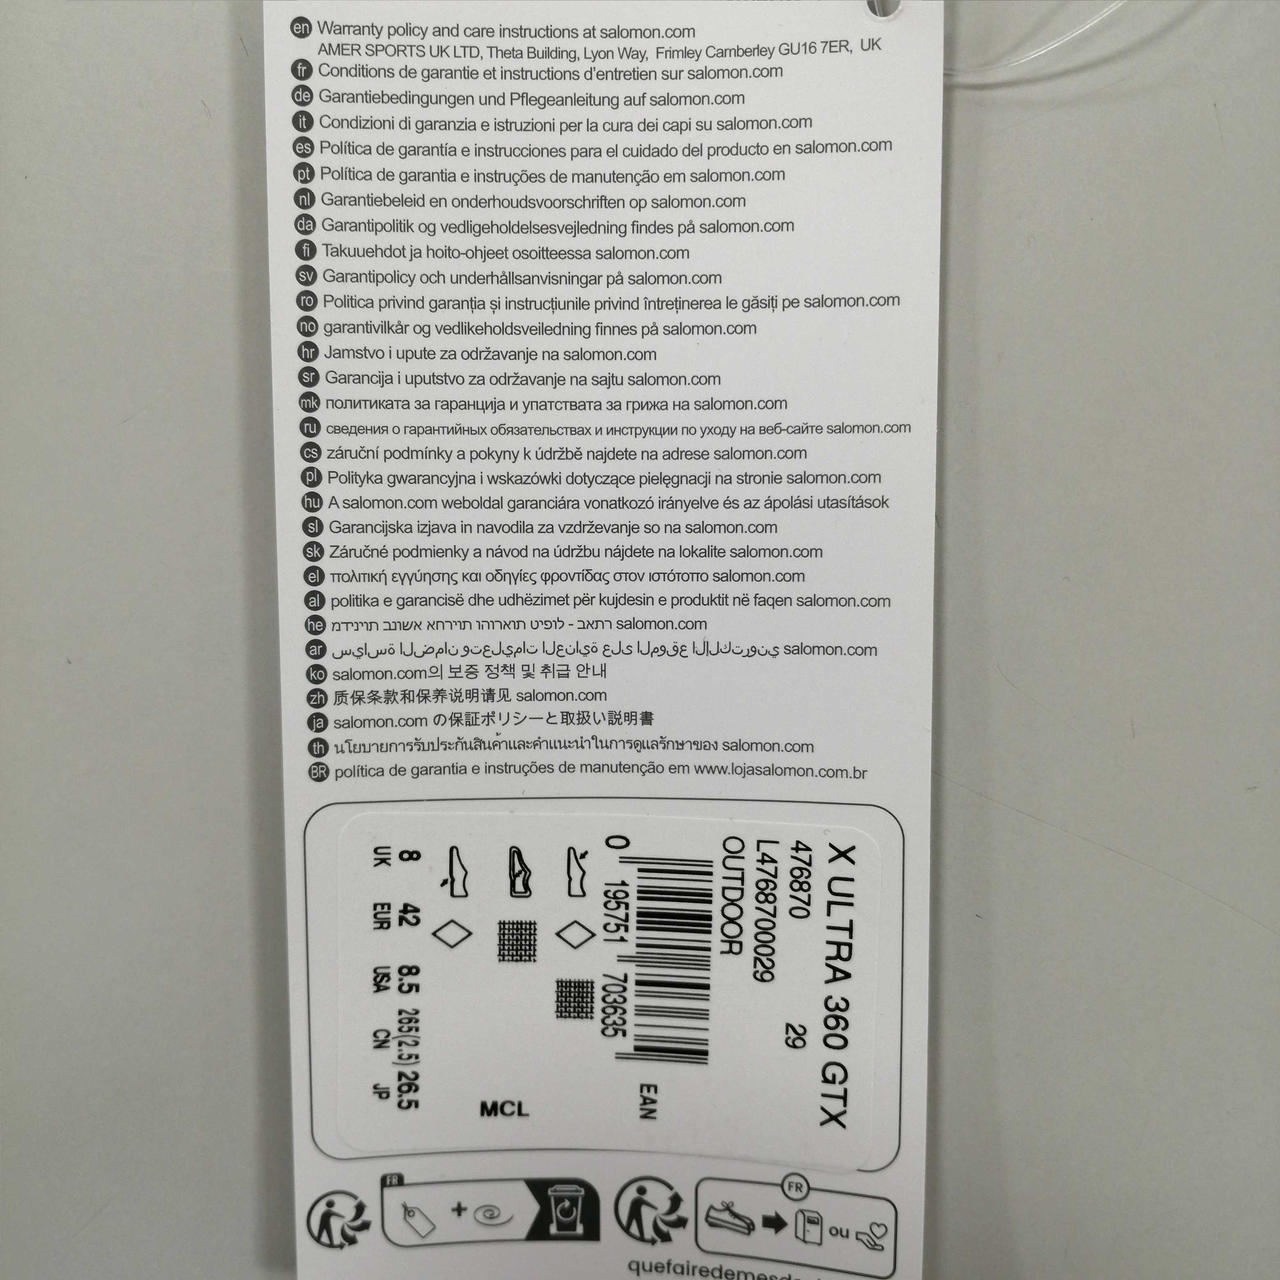 en Warranty policy and care instructions at salomon.com
AMER SPORTS UK LTD, Theta Building, Lyon Way, Frimley Camberley GU16 7ER, UK
fr Conditions de garantie et instructions d'entretien sur salomon.com
de Garantiebedingungen und Pflegeanleitung auf salomon.com
it Condizioni di garanzia e istruzioni per la cura dei capi su salomon.com
es Política de garantía e instrucciones para el cuidado del producto en salomon.com
pt Política de garantia e instruções de manutenção em salomon.com
nl Garantiebeleid en onderhoudsvoorschriften op salomon.com
da Garantipolitik og vedligeholdelsesvejledning findes på salomon.com
fi Takuuehdot ja hoito-ohjeet osoitteessa salomon.com
sv Garantipolicy och underhållsanvisningar på salomon.com
ro Politica privind garanția și instrucțiunile privind întreținerea le găsiți pe salomon.com
no garantivilkår og vedlikeholdsveiledning finnes på salomon.com
hr Jamstvo i upute za održavanje na salomon.com
sr Garancija i uputstvo za održavanje na sajtu salomon.com
mk политиката за гаранција и упатствата за грижа на salomon.com
ru сведения о гарантийных обязательствах и инструкции по уходу на веб-сайте salomon.com
cs záruční podmínky a pokyny k údržbě najdete na adrese salomon.com
pl Polityka gwarancyjna i wskazówki dotyczące pielęgnacji na stronie salomon.com
hu A salomon.com weboldal garanciára vonatkozó irányelve és az ápolási utasítások
sl Garancijska izjava in navodila za vzdrževanje so na salomon.com
sk Záručné podmienky a návod na údržbu nájdete na lokalite salomon.com
el πολιτική εγγύησης και οδηγίες φροντίδας στον ιστότοπο salomon.com
al politika e garancisë dhe udhëzimet për kujdesin e produktit në faqen salomon.com
he מדיניות בנושא אחריות והוראות טיפול - באתר salomon.com
ar سياسة الضمان وتعليمات العناية على الموقع الإلكتروني salomon.com
ko salomon.com의 보증 정책 및 취급 안내
zh 质保条款和保养说明请见 salomon.com
ja salomon.com の保証ポリシーと取扱い説明書
th นโยบายการรับประกันสินค้าและคำแนะนำในการดูแลรักษาของ salomon.com
BR política de garantia e instruções de manutenção em www.lojasalomon.com.br
X ULTRA 360 GTX
476870 29
L4768700029
OUTDOOR
0 195751 703635
EAN
MCL
8 42 8.5 265(2.5) 26.5
UK EUR USA CN JP
FR
+
FR
ou